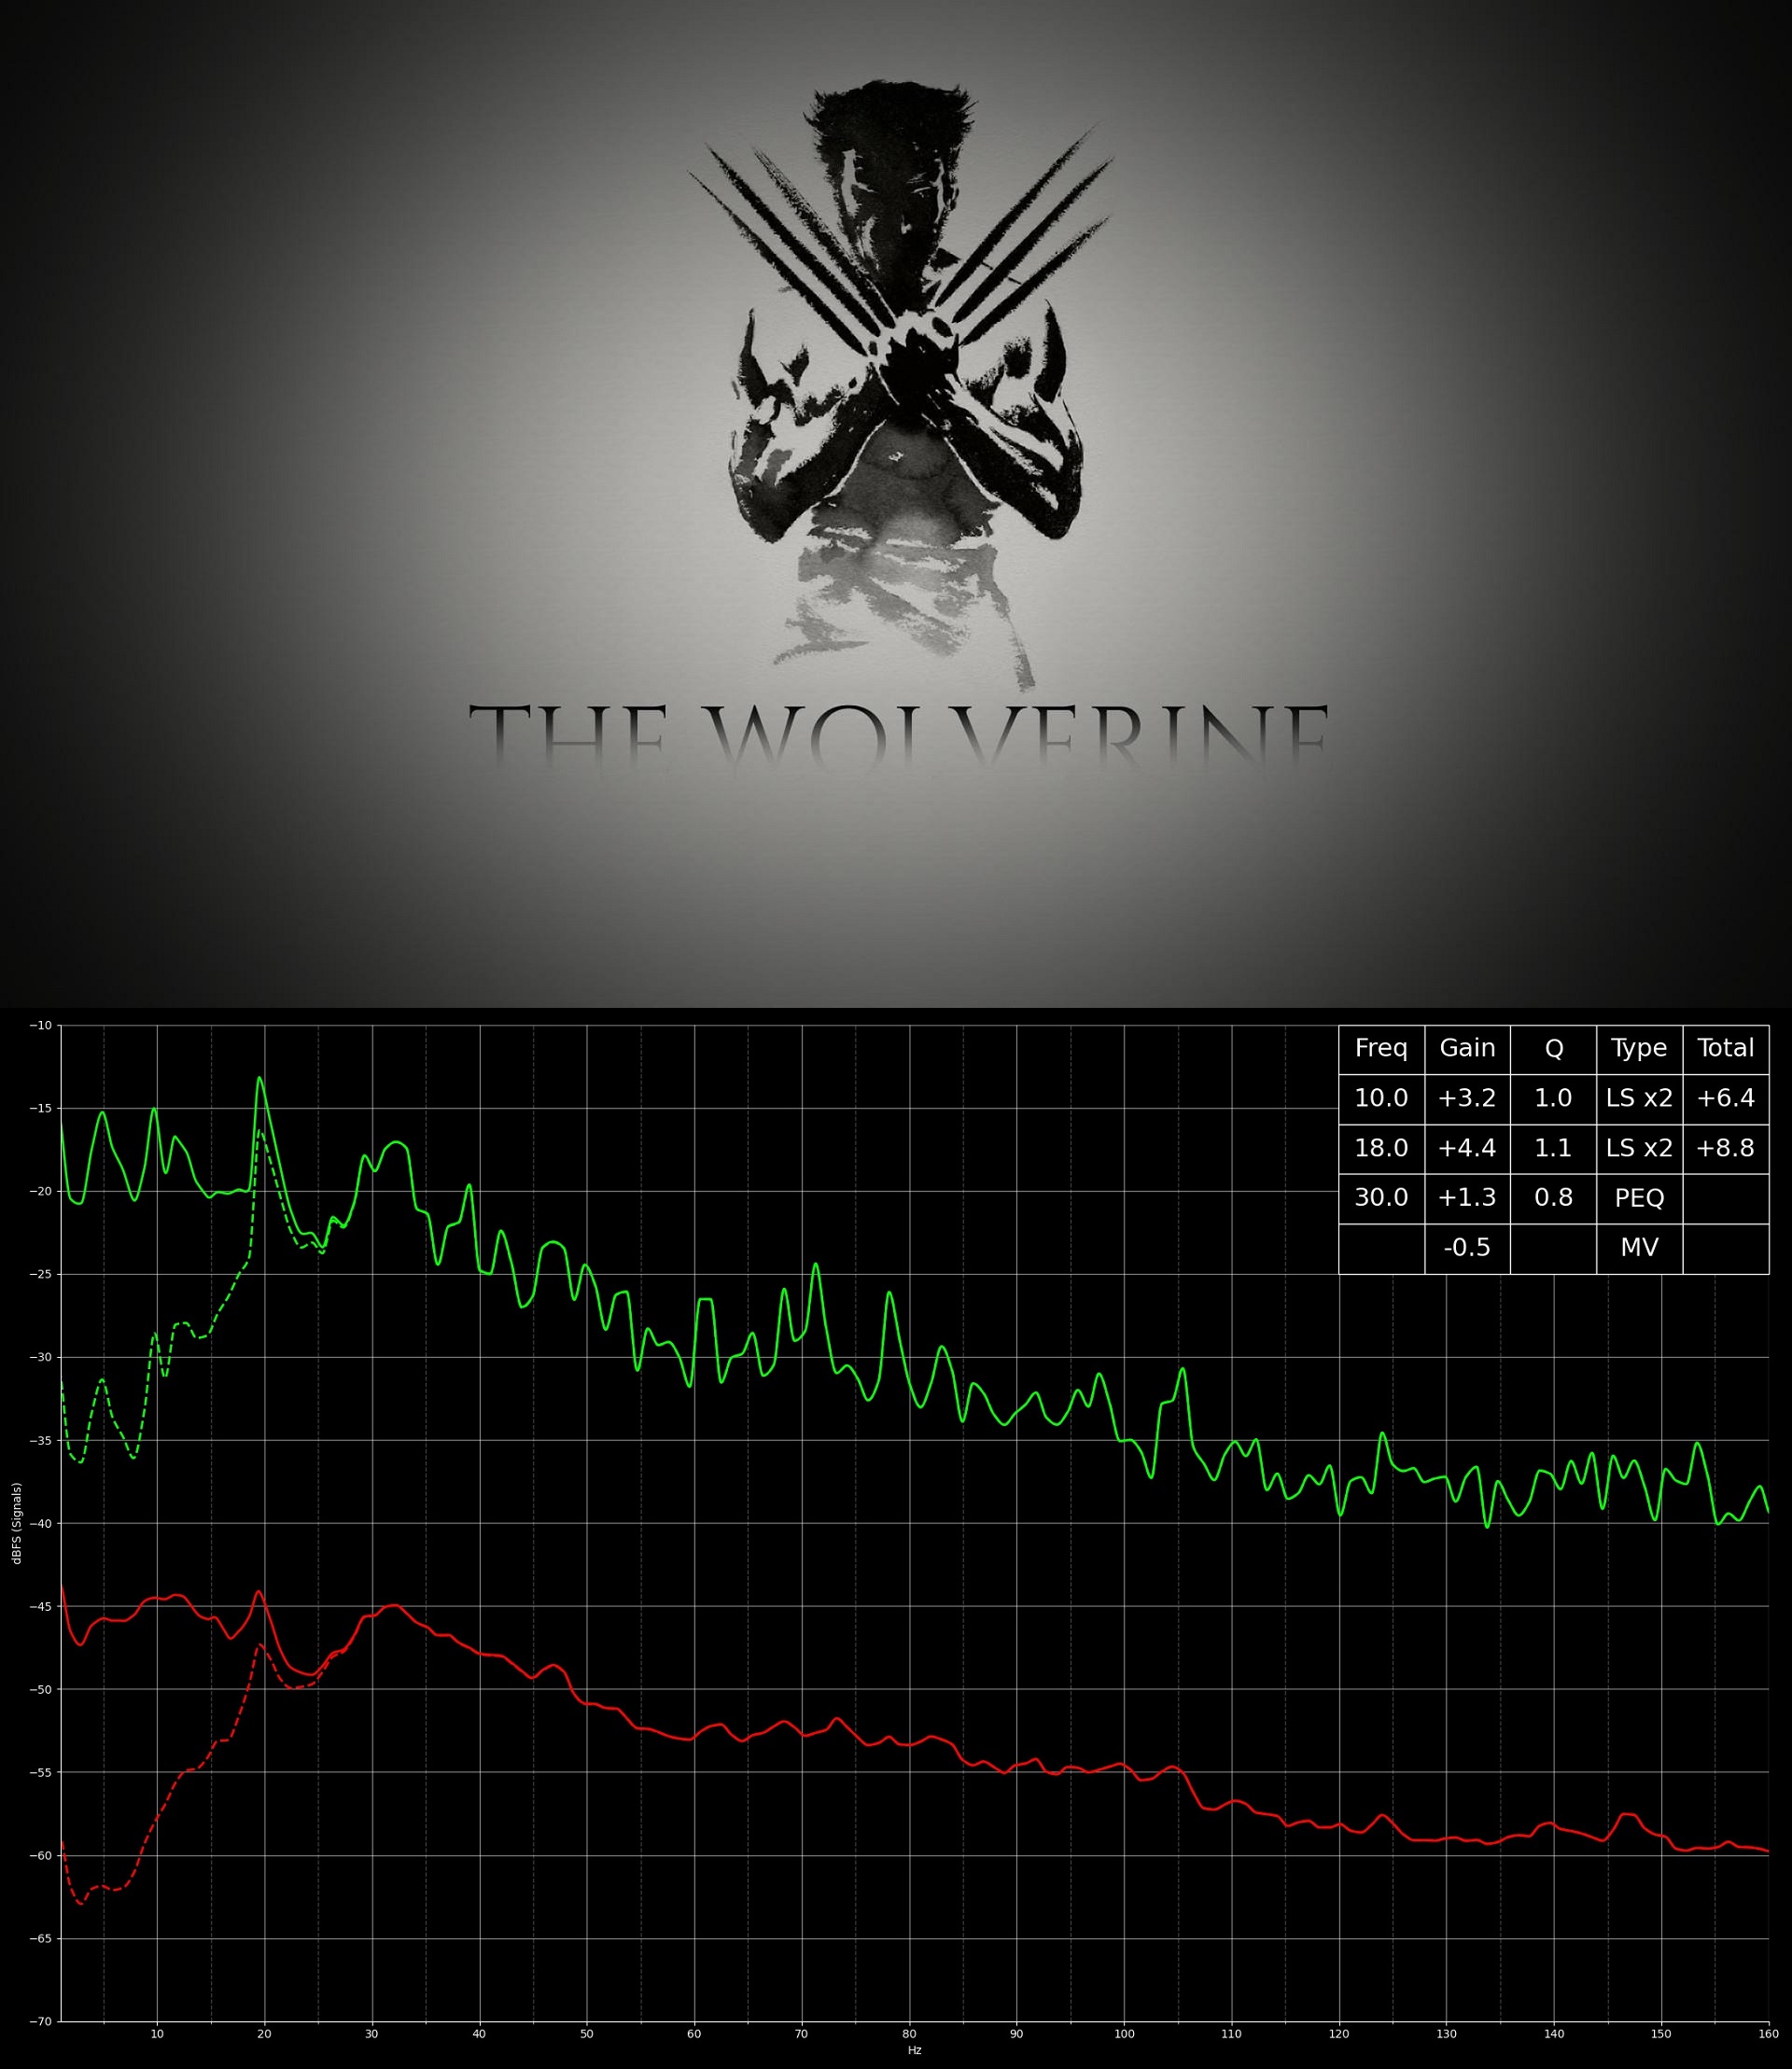 THE WOLVERINE
Freq Gain Q Type Total
10.0 +3.2 1.0 LS x2 +6.4
18.0 +4.4 1.1 LS x2 +8.8
30.0 +1.3 0.8 PEQ
-0.5 MV
−10
−15
−20
−25
−30
−35
−40
−45
−50
−55
−60
−65
−70
dBFS (Signals)
10 20 30 40 50 60 70 80 90 100 110 120 130 140 150 160
Hz